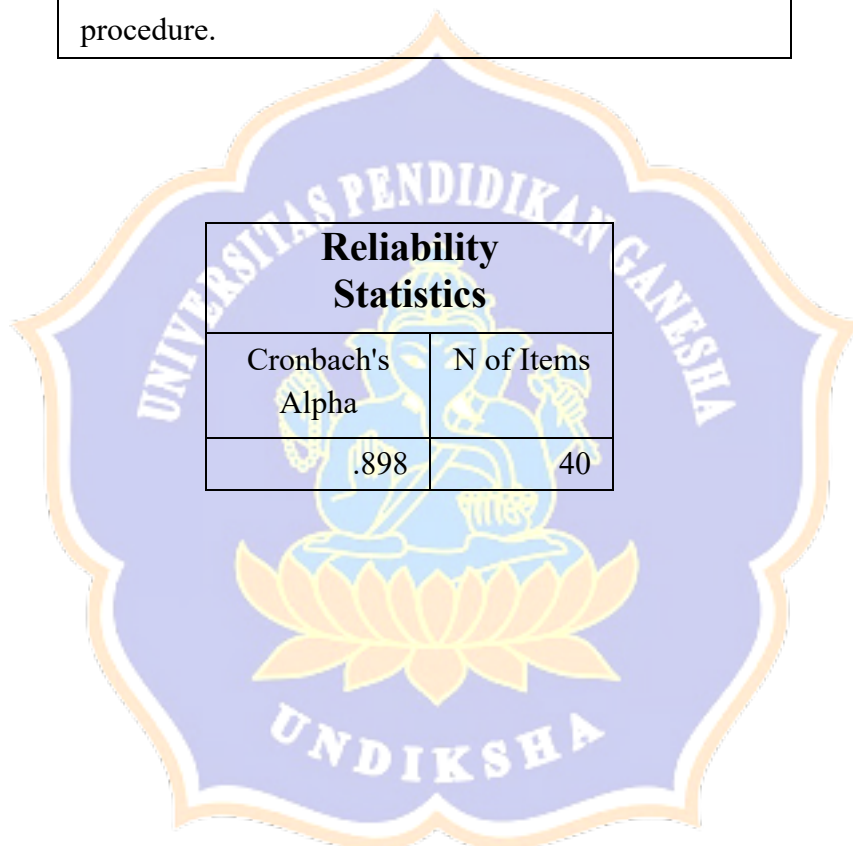 procedure.
UNIVERSITAS PENDIDIKAN GANESHA
Reliability
Statistics
Cronbach's
Alpha
N of Items
.898
40
UNDIKSHA